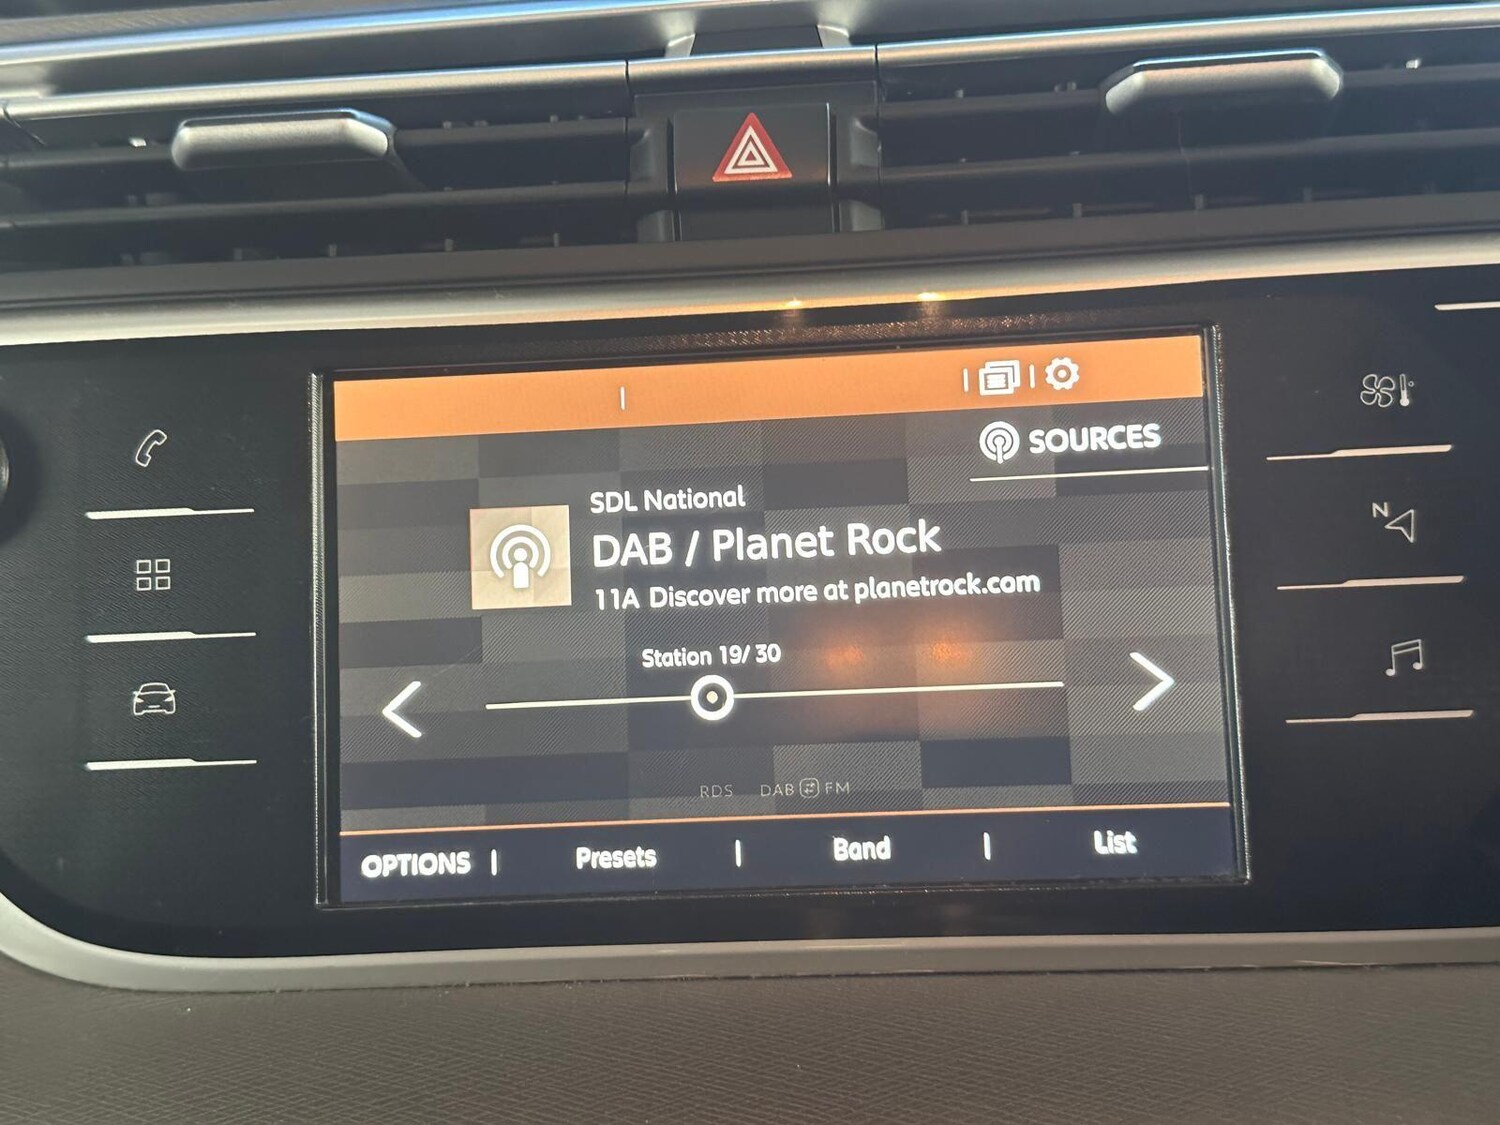 SOURCES
SDL National
DAB / Planet Rock
11A Discover more at planetrock.com
Station 19/ 30
RDS DAB FM
OPTIONS Presets Band List
N